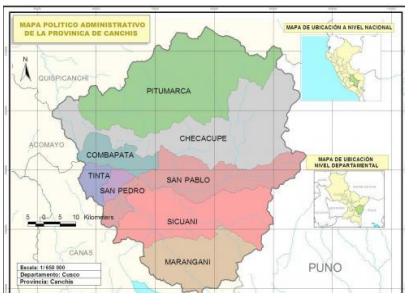 MAPA POLITICO ADMINISTRATIVO
DE LA PROVINICA DE CANCHIS
MAPA DE UBICACIÓN A NIVEL NACIONAL
N
QUISPICANCHI
PITUMARCA
ACOMAYO
CHECACUPE
COMBAPATA
MAPA DE UBICACIÓN
NIVEL DEPARTAMENTAL
TINTA
SAN PABLO
SAN PEDRO
5 0 5 10 Kilometers
SICUANI
CANAS
MARANGANI
PUNO
Escala: 1/ 650 000
Departamento: Cusco
Provincia: Canchis